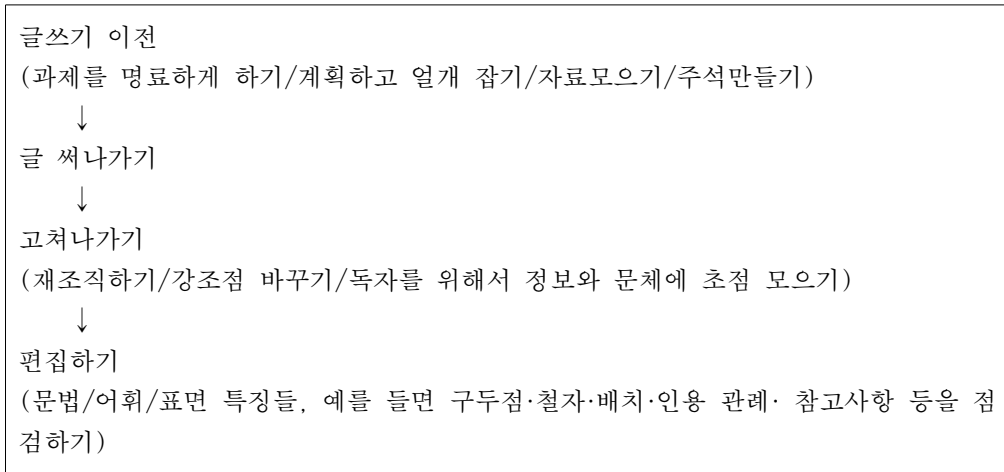 글쓰기 이전
(과제를 명료하게 하기/계획하고 얼개 잡기/자료모으기/주석만들기)
↓
글 써나가기
↓
고쳐나가기
(재조직하기/강조점 바꾸기/독자를 위해서 정보와 문체에 초점 모으기)
↓
편집하기
(문법/어휘/표면 특징들, 예를 들면 구두점·철자·배치·인용 관례· 참고사항 등을 점
검하기)